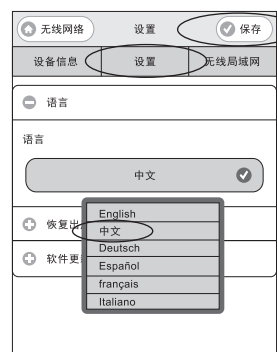 无线网络 设置 保存
设备信息 设置 无线局域网
语言
语言
中文
English
中文
Deutsch
Español
français
Italiano
恢复出
软件更